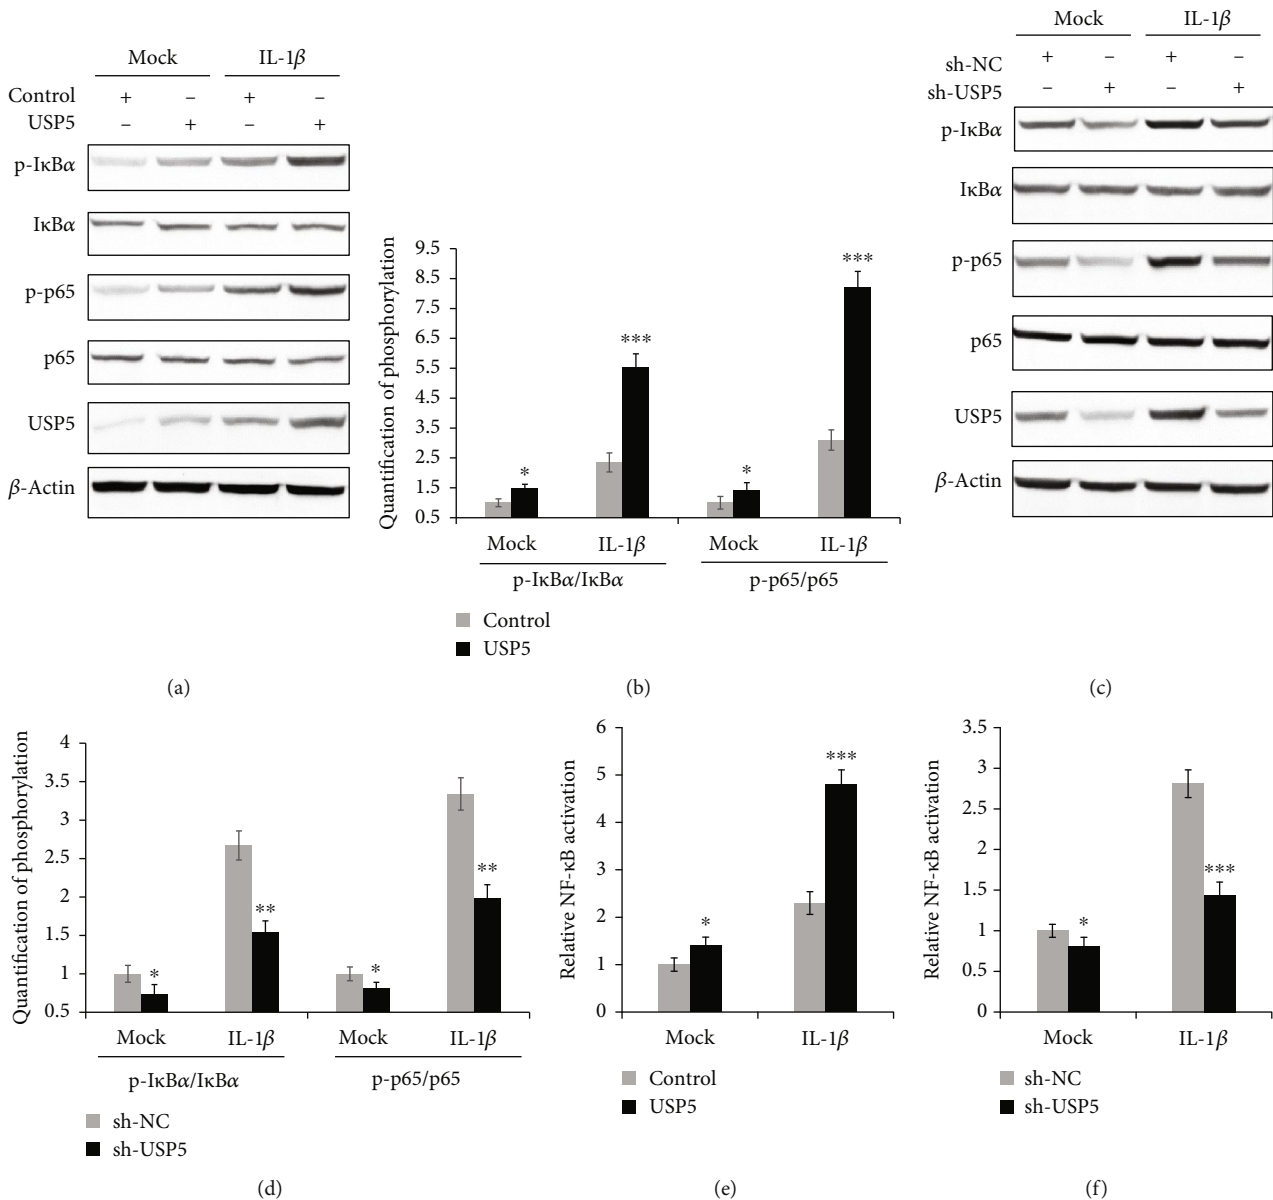 Mock IL-1β
Control + – + –
USP5 – + – +
p-IκBα
IκBα
p-p65
p65
USP5
β-Actin
(a)
Quantification of phosphorylation
9.5
8.5
7.5
6.5
5.5
4.5
3.5
2.5
1.5
0.5
* *** * ***
Mock IL-1β Mock IL-1β
p-IκBα/IκBα p-p65/p65
Control
USP5
(b)
Mock IL-1β
sh-NC + – + –
sh-USP5 – + – +
p-IκBα
IκBα
p-p65
p65
USP5
β-Actin
(c)
Quantification of phosphorylation
4
3.5
3
2.5
2
1.5
1
0.5
* ** * **
Mock IL-1β Mock IL-1β
p-IκBα/IκBα p-p65/p65
sh-NC
sh-USP5
(d)
Relative NF-κB activation
6
5
4
3
2
1
0
* ***
Mock IL-1β
Control
USP5
(e)
Relative NF-κB activation
3.5
3
2.5
2
1.5
1
0.5
0
* ***
Mock IL-1β
sh-NC
sh-USP5
(f)